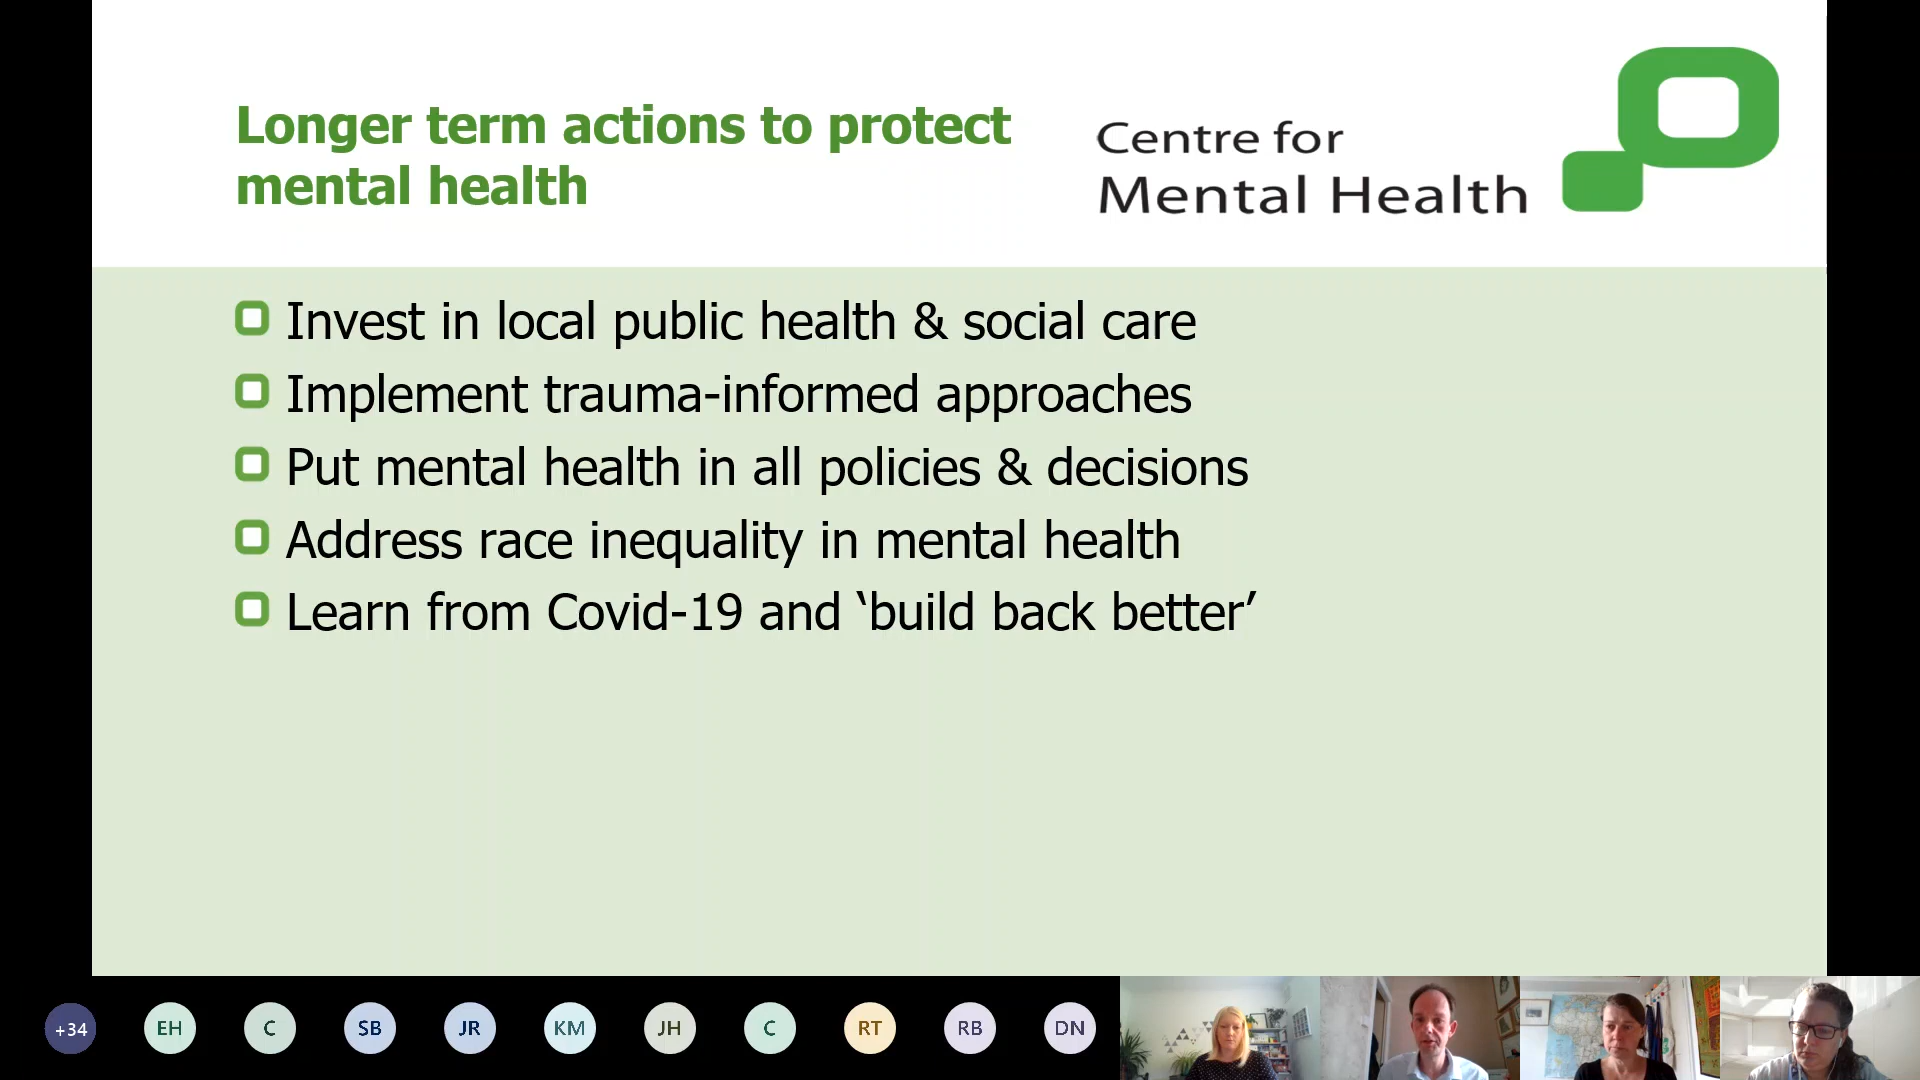 Longer term actions to protect
mental health
Centre for
Mental Health
Invest in local public health & social care
Implement trauma-informed approaches
Put mental health in all policies & decisions
Address race inequality in mental health
Learn from Covid-19 and ‘build back better’
+34
EH
C
SB
JR
KM
JH
C
RT
RB
DN